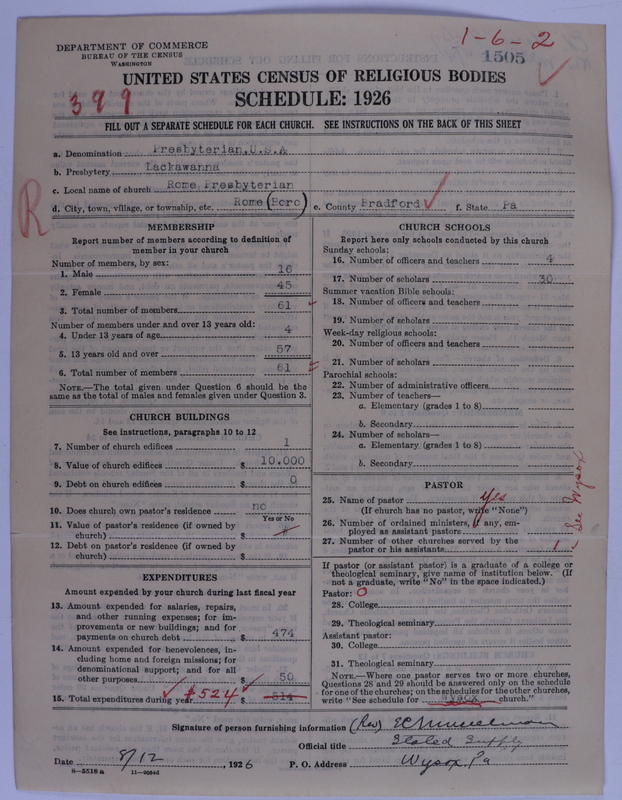 1-6-2
1505
DEPARTMENT OF COMMERCE
BUREAU OF THE CENSUS
WASHINGTON
UNITED STATES CENSUS OF RELIGIOUS BODIES
399
SCHEDULE: 1926
FILL OUT A SEPARATE SCHEDULE FOR EACH CHURCH. SEE INSTRUCTIONS ON THE BACK OF THIS SHEET
a. Denomination Presbyterian, U.S.A
b. Presbytery Lackawanna
c. Local name of church Rome Presbyterian
d. City, town, village, or township, etc. Rome (Boro) e. County Bradford f. State Pa
R
MEMBERSHIP
Report number of members according to definition of
member in your church
Number of members, by sex:
1. Male 16
2. Female 45
3. Total number of members 61
Number of members under and over 13 years old:
4. Under 13 years of age 4
5. 13 years old and over 57
6. Total number of members 61
NOTE.—The total given under Question 6 should be
same as the total of males and females given under Question 3.
CHURCH BUILDINGS
See instructions, paragraphs 10 to 12
7. Number of church edifices 1
8. Value of church edifices $ 10.000
9. Debt on church edifices $ 0
10. Does church own pastor's residence no
Yes or No
11. Value of pastor's residence (if owned by
church) $
12. Debt on pastor's residence (if owned by
church) $
EXPENDITURES
Amount expended by your church during last fiscal year
13. Amount expended for salaries, repairs,
and other running expenses; for im-
provements or new buildings; and for
payments on church debt $ 474
14. Amount expended for benevolences, in-
cluding home and foreign missions; for
denominational support; and for all
other purposes $ 50
15. Total expenditures during year $524 $ 514
CHURCH SCHOOLS
Report here only schools conducted by this church
Sunday schools:
16. Number of officers and teachers 4
17. Number of scholars 30
Summer vacation Bible schools:
18. Number of officers and teachers
19. Number of scholars
Week-day religious schools:
20. Number of officers and teachers
21. Number of scholars
Parochial schools:
22. Number of administrative officers
23. Number of teachers—
a. Elementary (grades 1 to 8)
b. Secondary
24. Number of scholars—
a. Elementary (grades 1 to 8)
b. Secondary
PASTOR
25. Name of pastor Yes
(If church has no pastor, write "None")
26. Number of ordained ministers, if any, em-
ployed as assistant pastors
27. Number of other churches served by the
pastor or his assistants 1
See Wysox
If pastor (or assistant pastor) is a graduate of a college or
theological seminary, give name of institution below. (If
not a graduate, write "No" in the space indicated.)
Pastor: O
28. College
29. Theological seminary
Assistant pastor:
30. College
31. Theological seminary
NOTE.—Where one pastor serves two or more churches,
Questions 28 and 29 should be answered only on the schedule
for one of the churches; on the schedules for the other churches,
write "See schedule for church."
Signature of person furnishing information (Rev)
Official title Stated Supply
Date 8/12, 1926 P. O. Address Wysox, Pa
8—5518 a